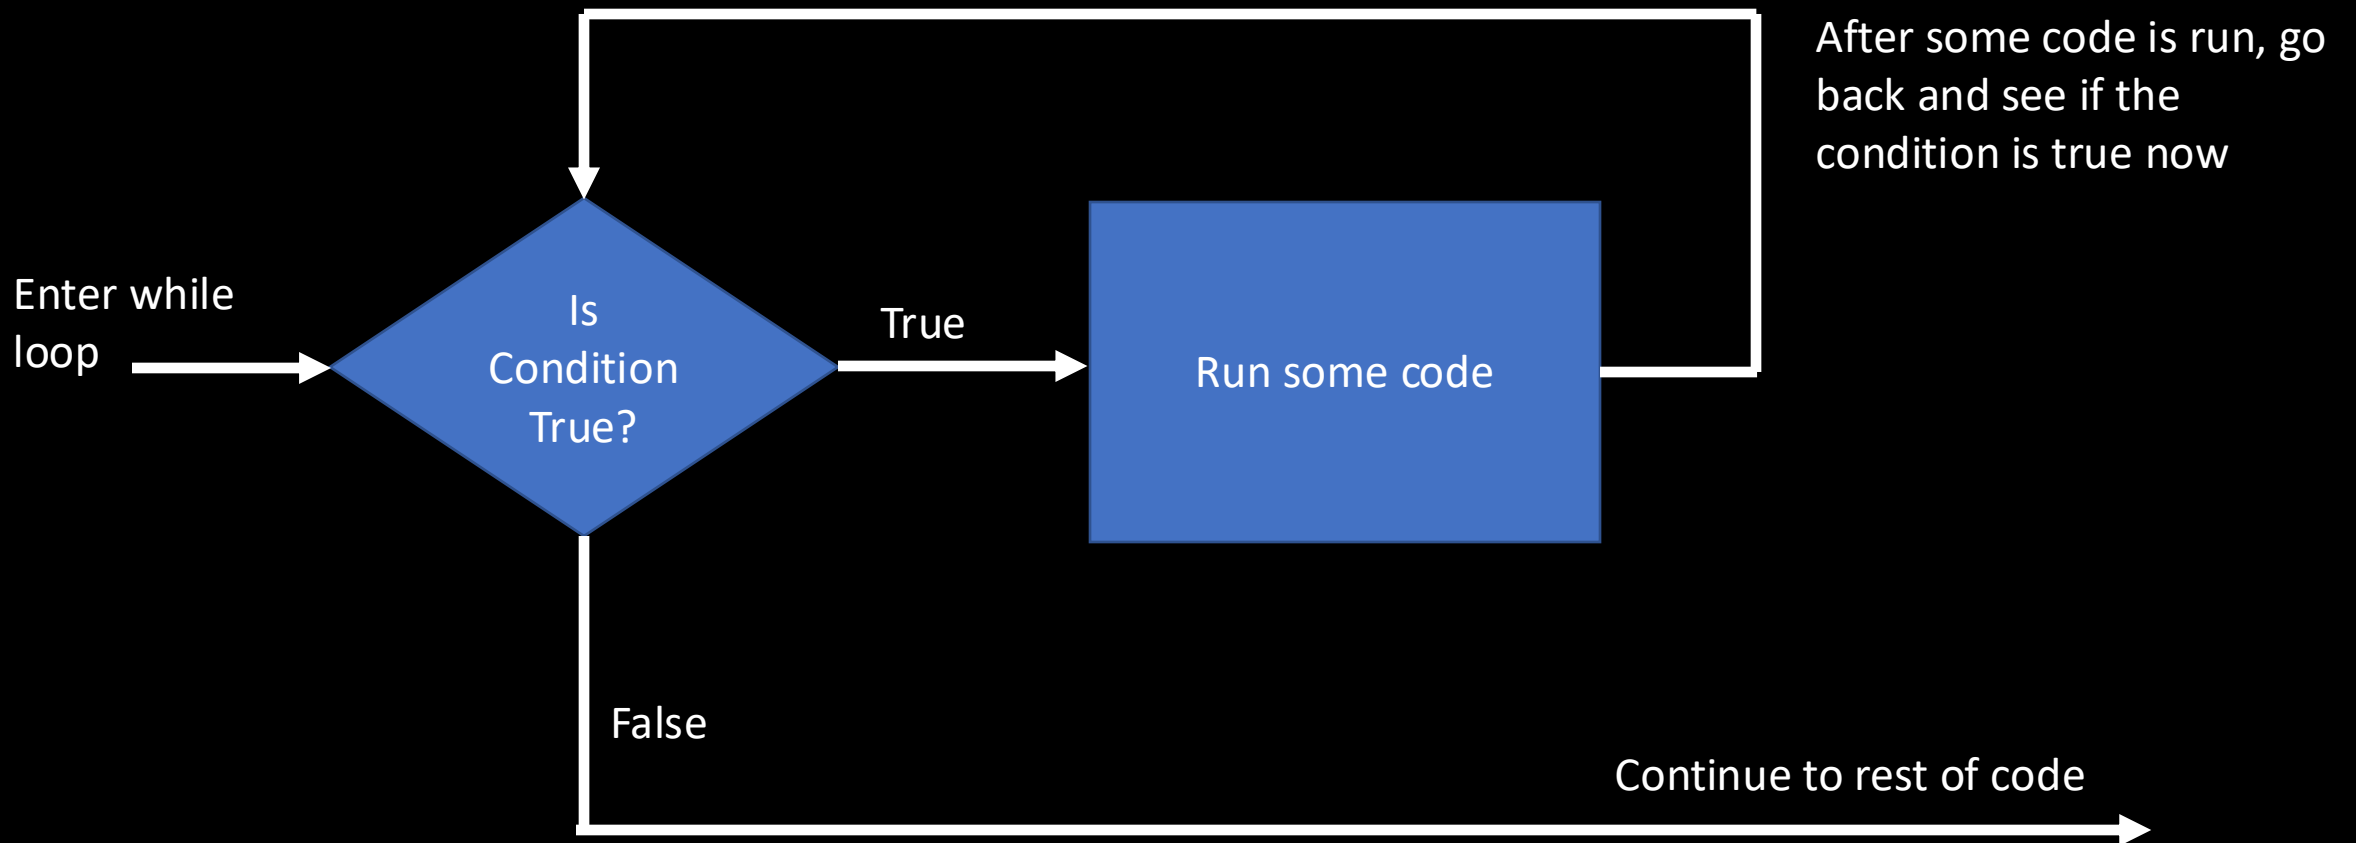 After some code is run, go
back and see if the
condition is true now
Enter while
loop
Is
Condition
True?
True
Run some code
False
Continue to rest of code